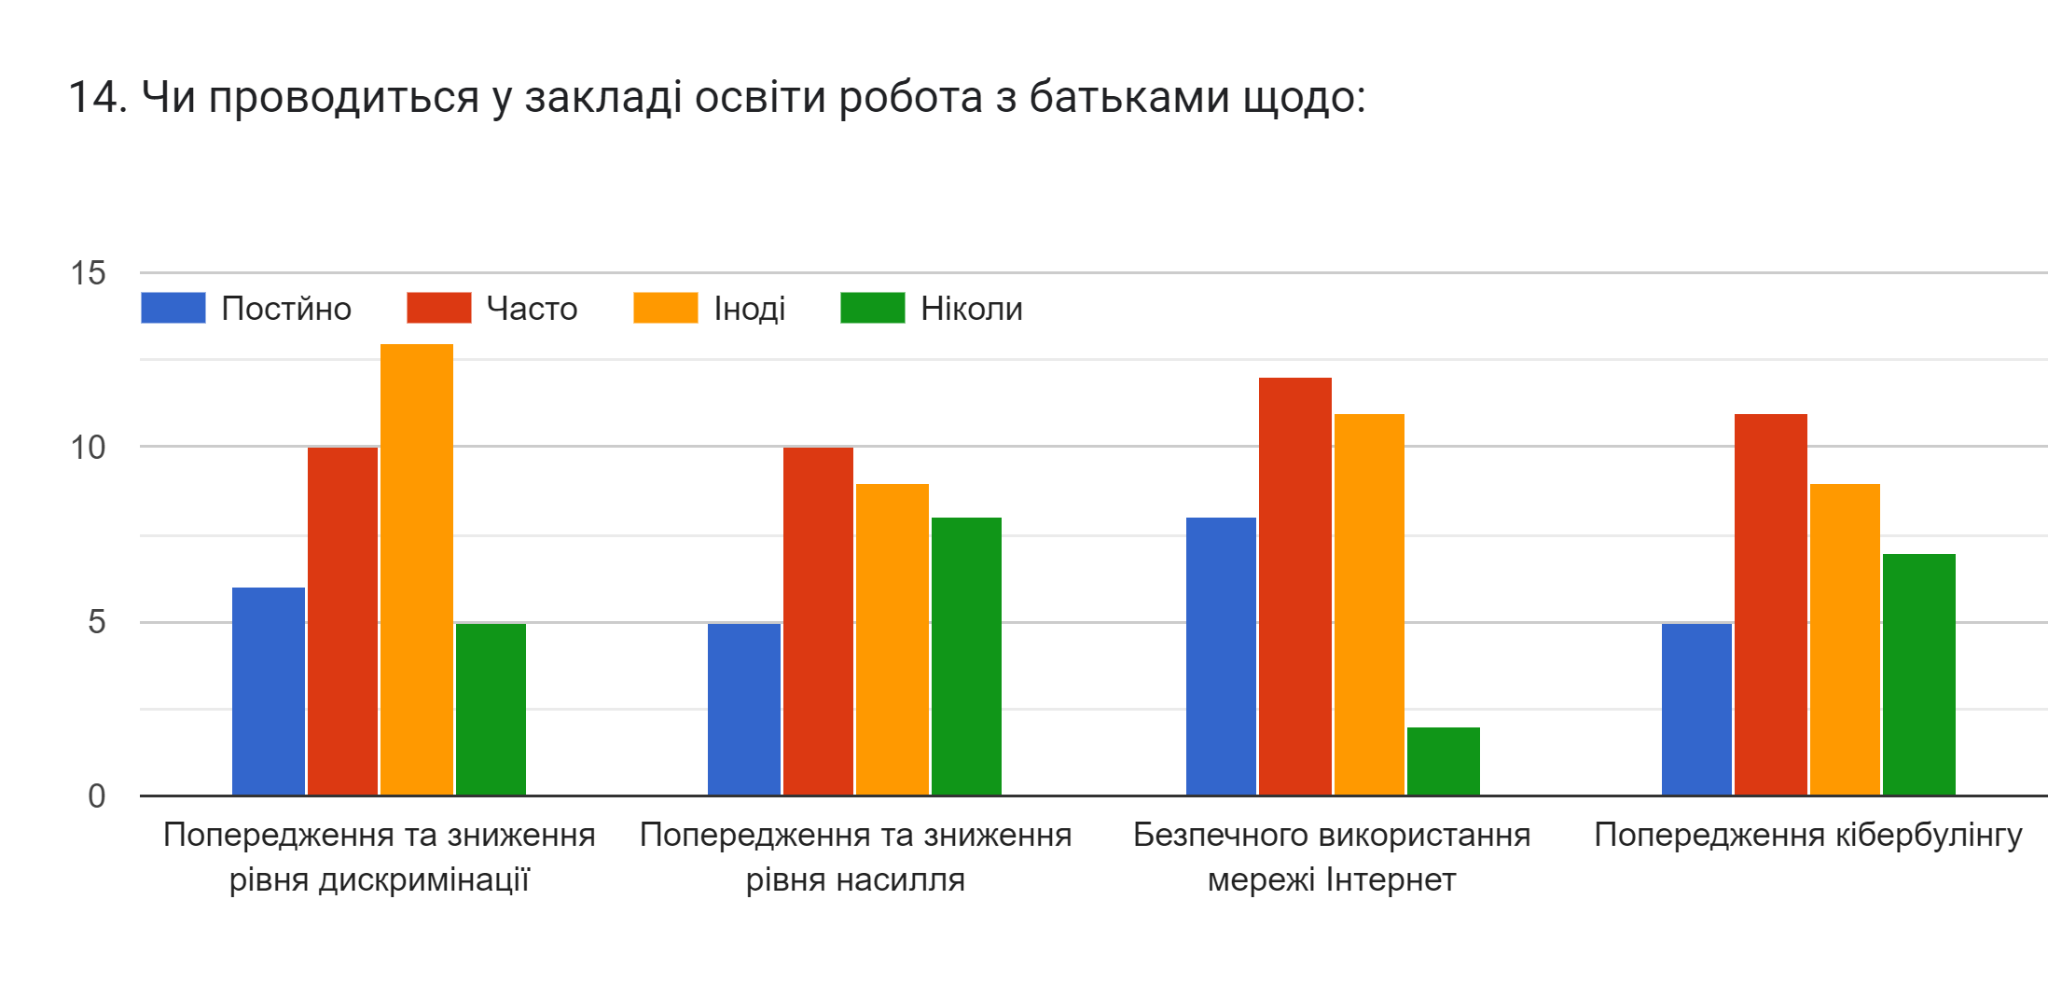 14. Чи проводиться у закладі освіти робота з батьками щодо:
15
Постйно Часто Іноді Ніколи
10
5
0
Попередження та зниження рівня дискримінації
Попередження та зниження рівня насилля
Безпечного використання мережі Інтернет
Попередження кібербулінгу